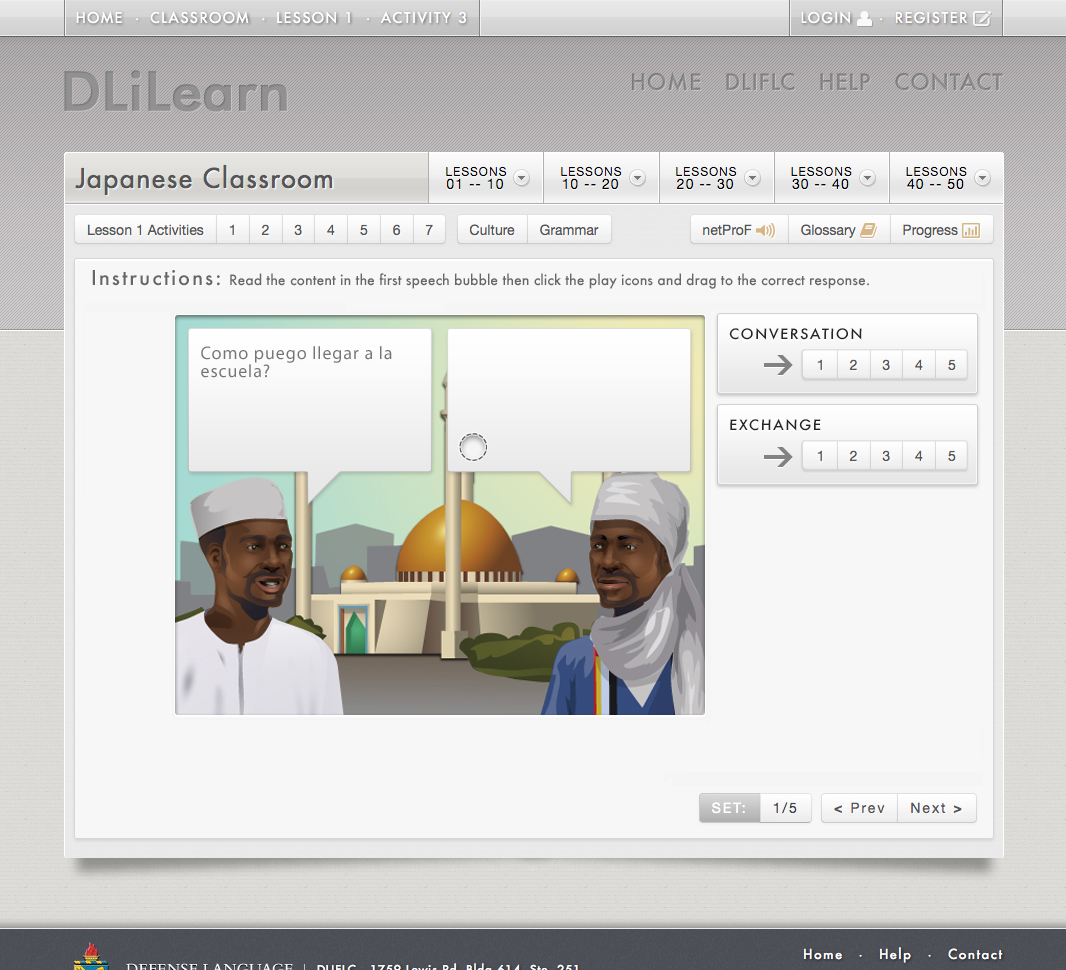 HOME · CLASSROOM · LESSON 1 · ACTIVITY 3
LOGIN · REGISTER
DLiLearn
HOME DLIFLC HELP CONTACT
Japanese Classroom
LESSONS 01 -- 10
LESSONS 10 -- 20
LESSONS 20 -- 30
LESSONS 30 -- 40
LESSONS 40 -- 50
Lesson 1 Activities 1 2 3 4 5 6 7
Culture Grammar
netProF Glossary Progress
Instructions: Read the content in the first speech bubble then click the play icons and drag to the correct response.
Como puego llegar a la
escuela?
CONVERSATION
1 2 3 4 5
EXCHANGE
1 2 3 4 5
SET: 1/5 < Prev Next >
Home · Help · Contact
DEFENSE LANGUAGE | DLIFLC 1759 Lewis Rd. Bldg 614, Ste. 251